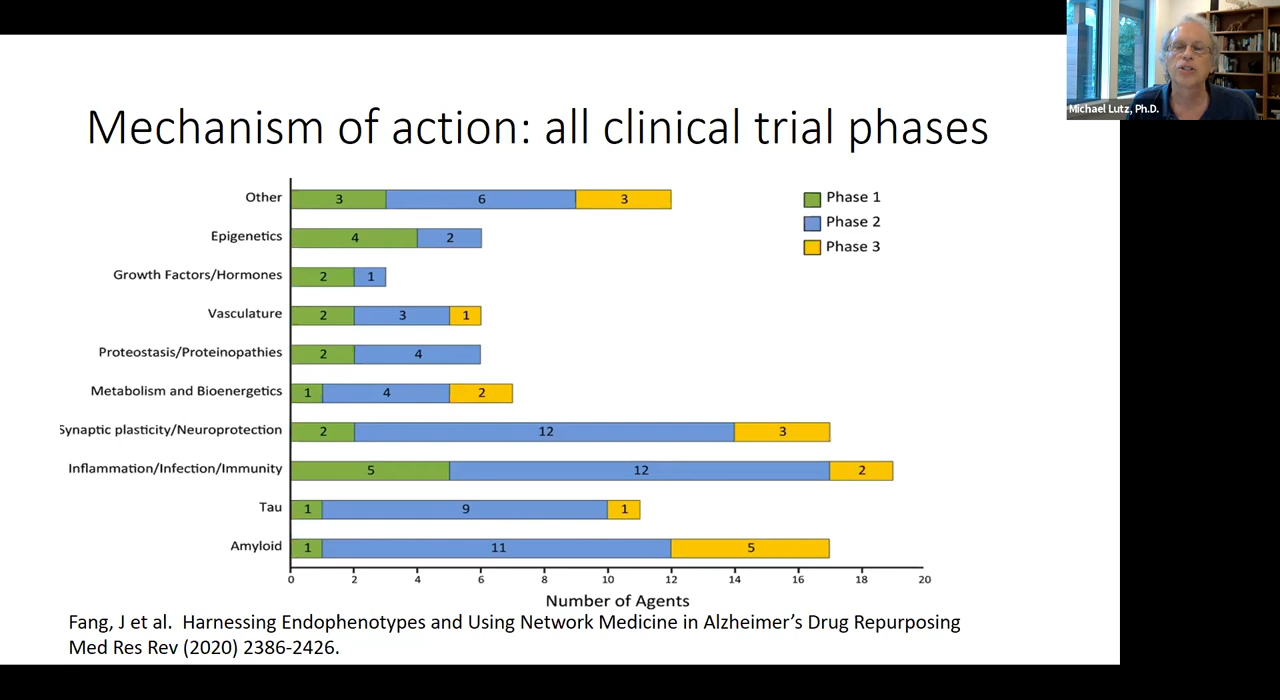 Michael Lutz, Ph.D.
Mechanism of action: all clinical trial phases
Phase 1
Phase 2
Phase 3
Other 3 6 3
Epigenetics 4 2
Growth Factors/Hormones 2 1
Vasculature 2 3 1
Proteostasis/Proteinopathies 2 4
Metabolism and Bioenergetics 1 4 2
Synaptic plasticity/Neuroprotection 2 12 3
Inflammation/Infection/Immunity 5 12 2
Tau 1 9 1
Amyloid 1 11 5
0 2 4 6 8 10 12 14 16 18 20
Number of Agents
Fang, J et al. Harnessing Endophenotypes and Using Network Medicine in Alzheimer's Drug Repurposing
Med Res Rev (2020) 2386-2426.